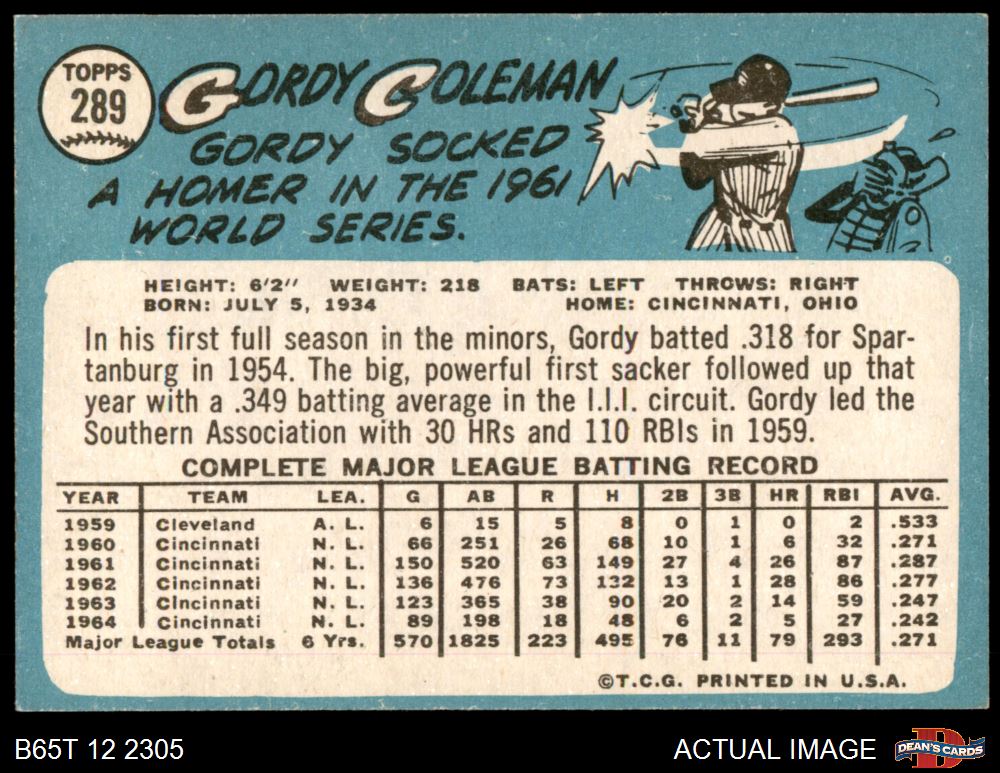 TOPPS
289
GORDY COLEMAN
GORDY SOCKED
A HOMER IN THE 1961
WORLD SERIES.
HEIGHT: 6'2" WEIGHT: 218 BATS: LEFT THROWS: RIGHT
BORN: JULY 5, 1934 HOME: CINCINNATI, OHIO
In his first full season in the minors, Gordy batted .318 for Spar-
tanburg in 1954. The big, powerful first sacker followed up that
year with a .349 batting average in the I.I.I. circuit. Gordy led the
Southern Association with 30 HRs and 110 RBIs in 1959.
COMPLETE MAJOR LEAGUE BATTING RECORD
YEAR TEAM LEA. G AB R H 2B 3B HR RBI AVG.
1959 Cleveland A. L. 6 15 5 8 0 1 0 2 .533
1960 Cincinnati N. L. 66 251 26 68 10 1 6 32 .271
1961 Cincinnati N. L. 150 520 63 149 27 4 26 87 .287
1962 Cincinnati N. L. 136 476 73 132 13 1 28 86 .277
1963 Cincinnati N. L. 123 365 38 90 20 2 14 59 .247
1964 Cincinnati N. L. 89 198 18 48 6 2 5 27 .242
Major League Totals 6 Yrs. 570 1825 223 495 76 11 79 293 .271
©T.C.G. PRINTED IN U.S.A.
B65T 12 2305 ACTUAL IMAGE
D
DEAN'S CARDS